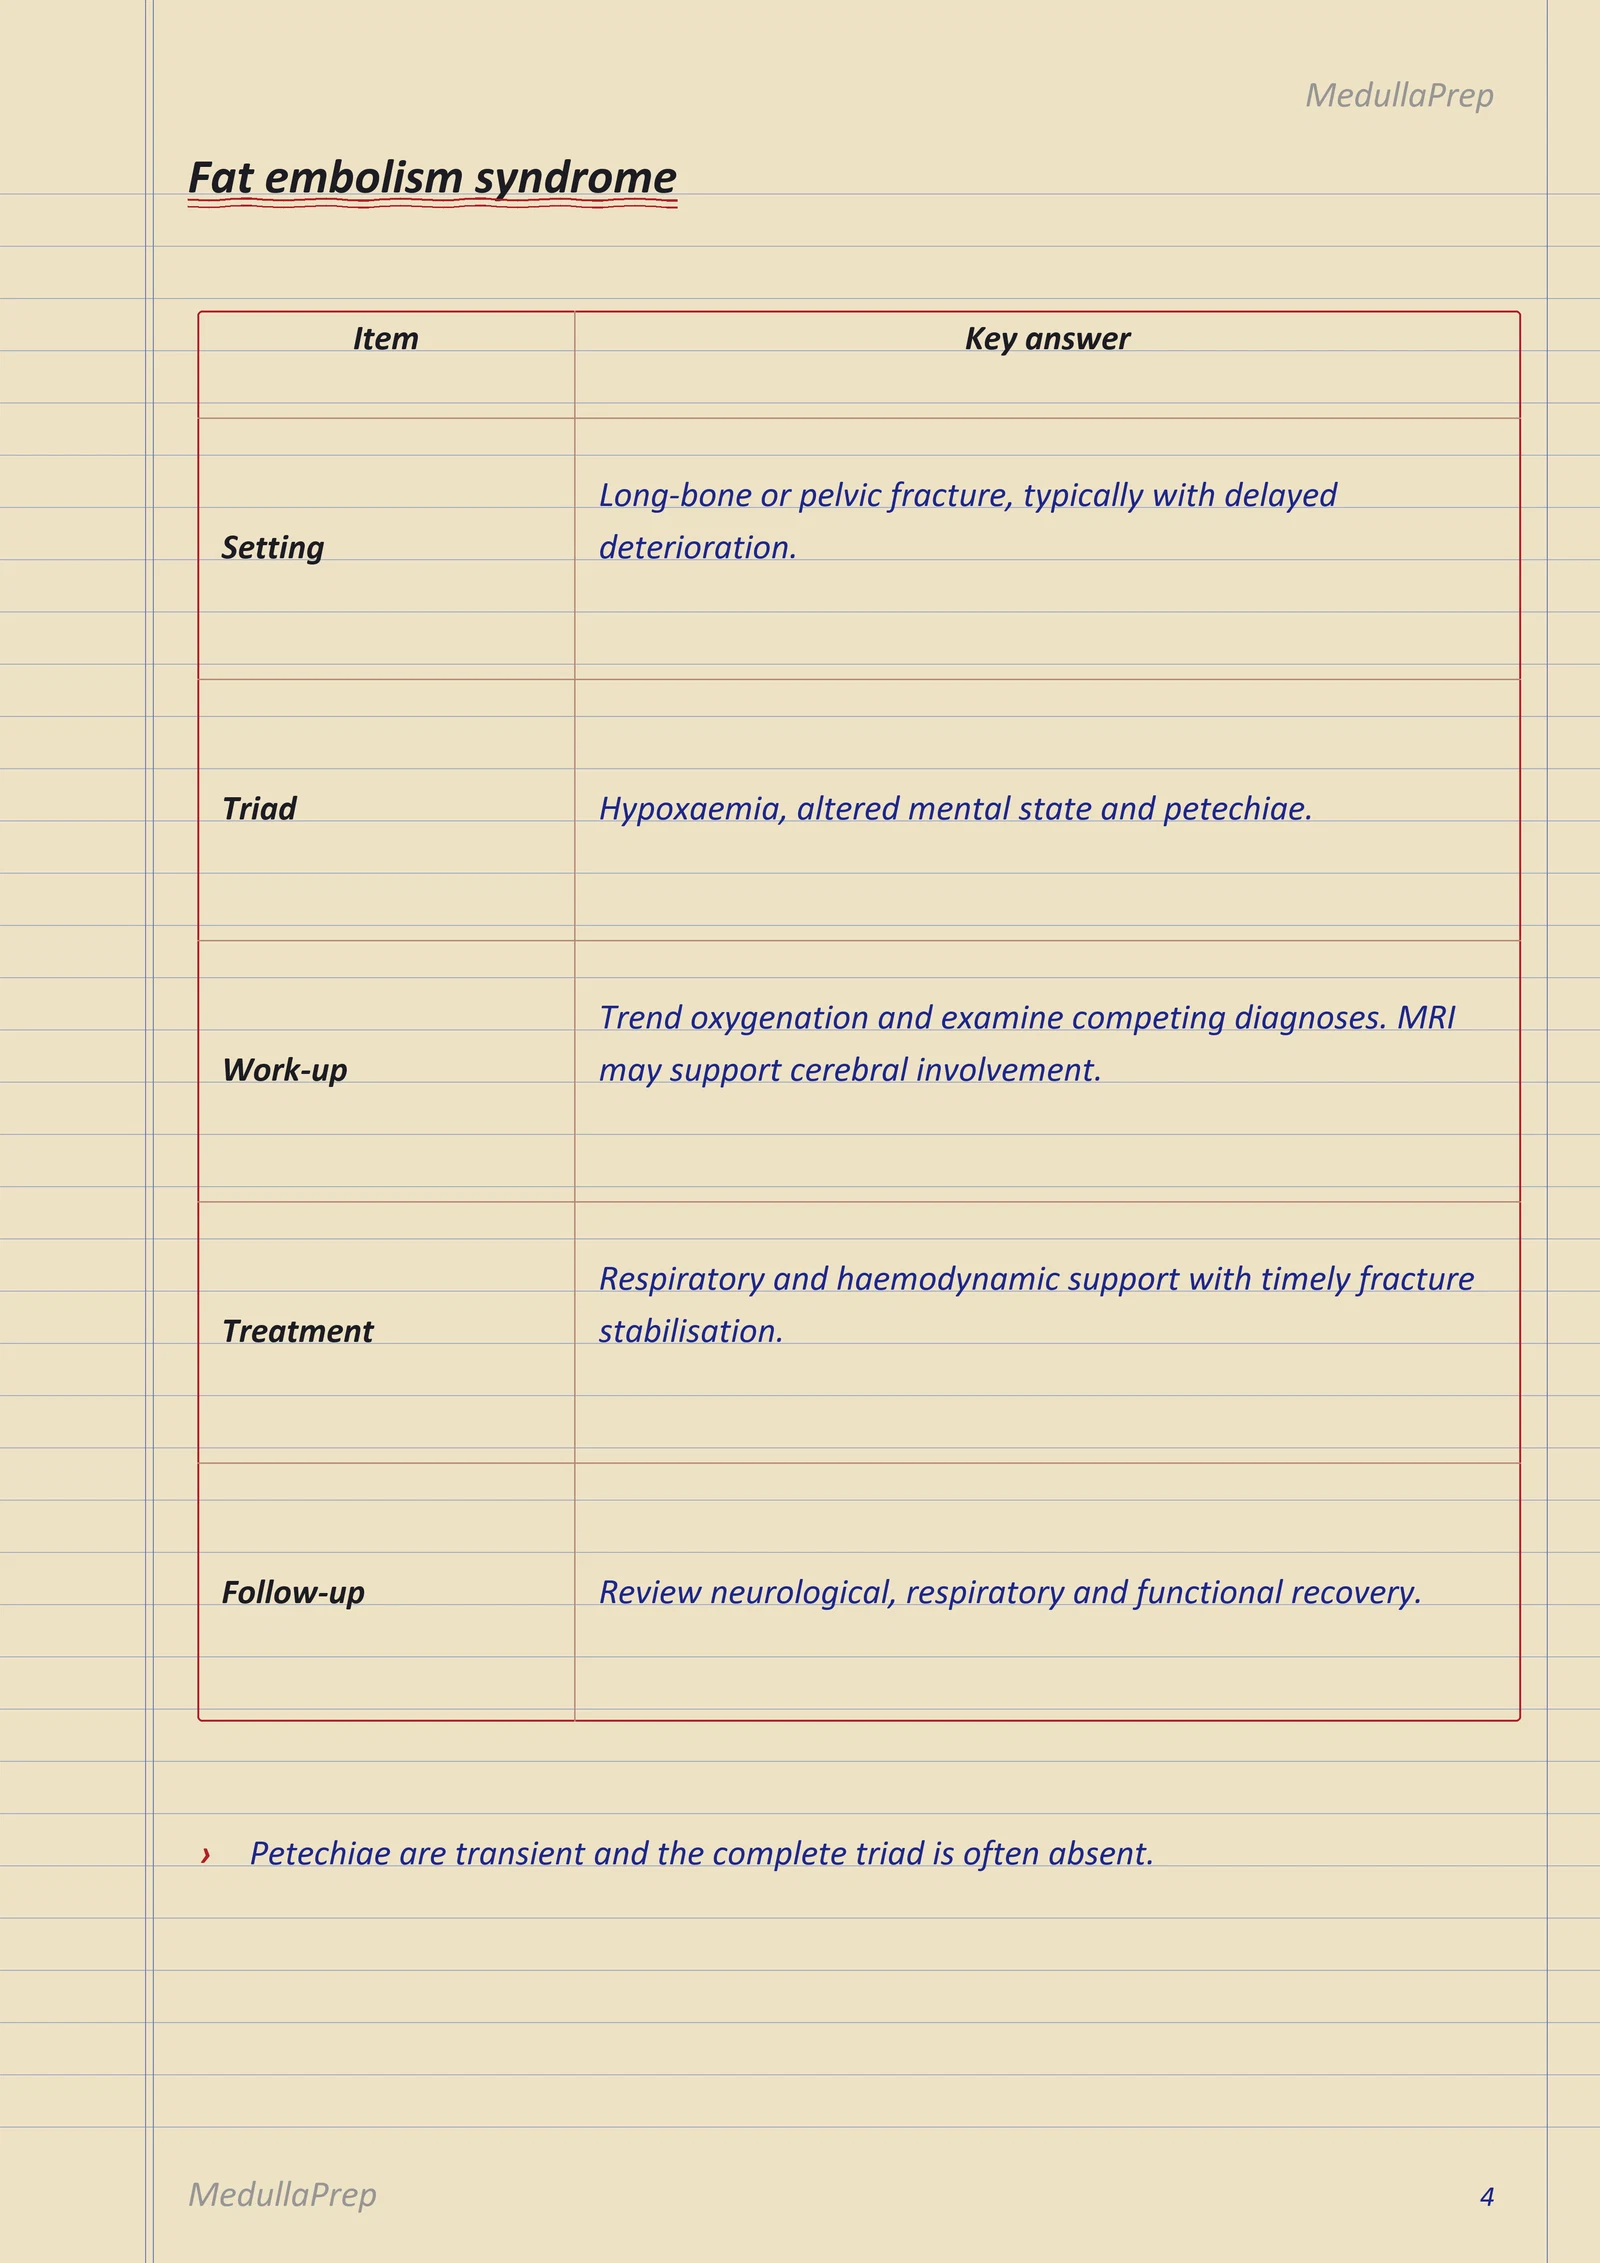 MedullaPrep
Fat embolism syndrome
Item
Key answer
Setting
Long-bone or pelvic fracture, typically with delayed
deterioration.
Triad
Hypoxaemia, altered mental state and petechiae.
Work-up
Trend oxygenation and examine competing diagnoses. MRI
may support cerebral involvement.
Treatment
Respiratory and haemodynamic support with timely fracture
stabilisation.
Follow-up
Review neurological, respiratory and functional recovery.
› Petechiae are transient and the complete triad is often absent.
MedullaPrep
4